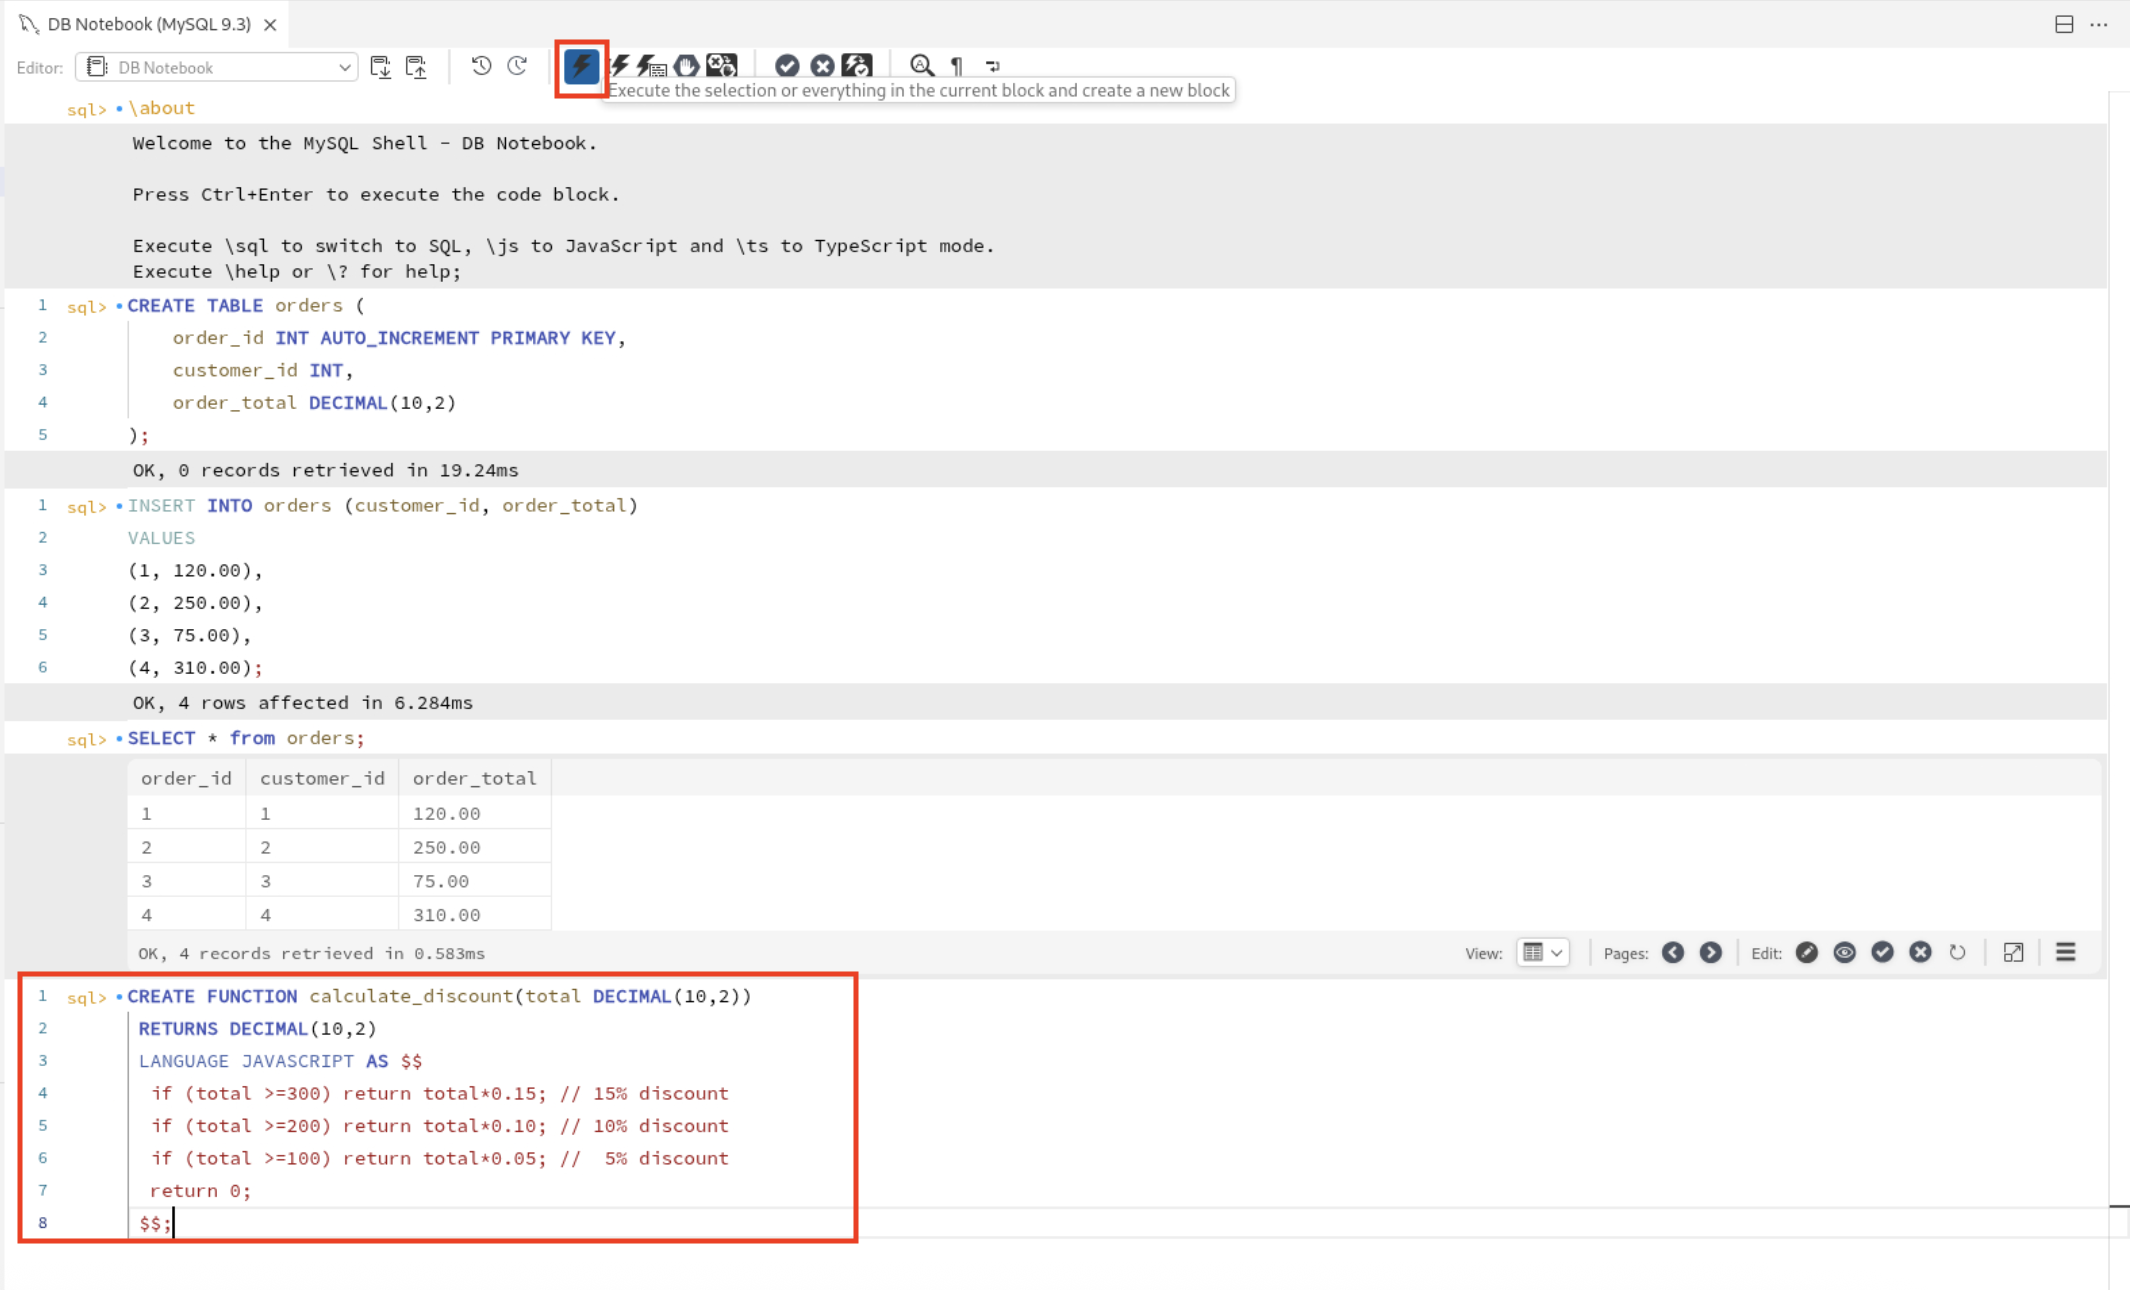 DB Notebook (MySQL 9.3)
Editor: DB Notebook
Execute the selection or everything in the current block and create a new block
sql> \about
Welcome to the MySQL Shell - DB Notebook.
Press Ctrl+Enter to execute the code block.
Execute \sql to switch to SQL, \js to JavaScript and \ts to TypeScript mode.
Execute \help or \? for help;
1 sql> CREATE TABLE orders (
2 order_id INT AUTO_INCREMENT PRIMARY KEY,
3 customer_id INT,
4 order_total DECIMAL(10,2)
5 );
OK, 0 records retrieved in 19.24ms
1 sql> INSERT INTO orders (customer_id, order_total)
2 VALUES
3 (1, 120.00),
4 (2, 250.00),
5 (3, 75.00),
6 (4, 310.00);
OK, 4 rows affected in 6.284ms
sql> SELECT * from orders;
order_id customer_id order_total
1 1 120.00
2 2 250.00
3 3 75.00
4 4 310.00
OK, 4 records retrieved in 0.583ms View: Pages: Edit:
1 sql> CREATE FUNCTION calculate_discount(total DECIMAL(10,2))
2 RETURNS DECIMAL(10,2)
3 LANGUAGE JAVASCRIPT AS $$
4 if (total >=300) return total*0.15; // 15% discount
5 if (total >=200) return total*0.10; // 10% discount
6 if (total >=100) return total*0.05; //  5% discount
7 return 0;
8 $$;